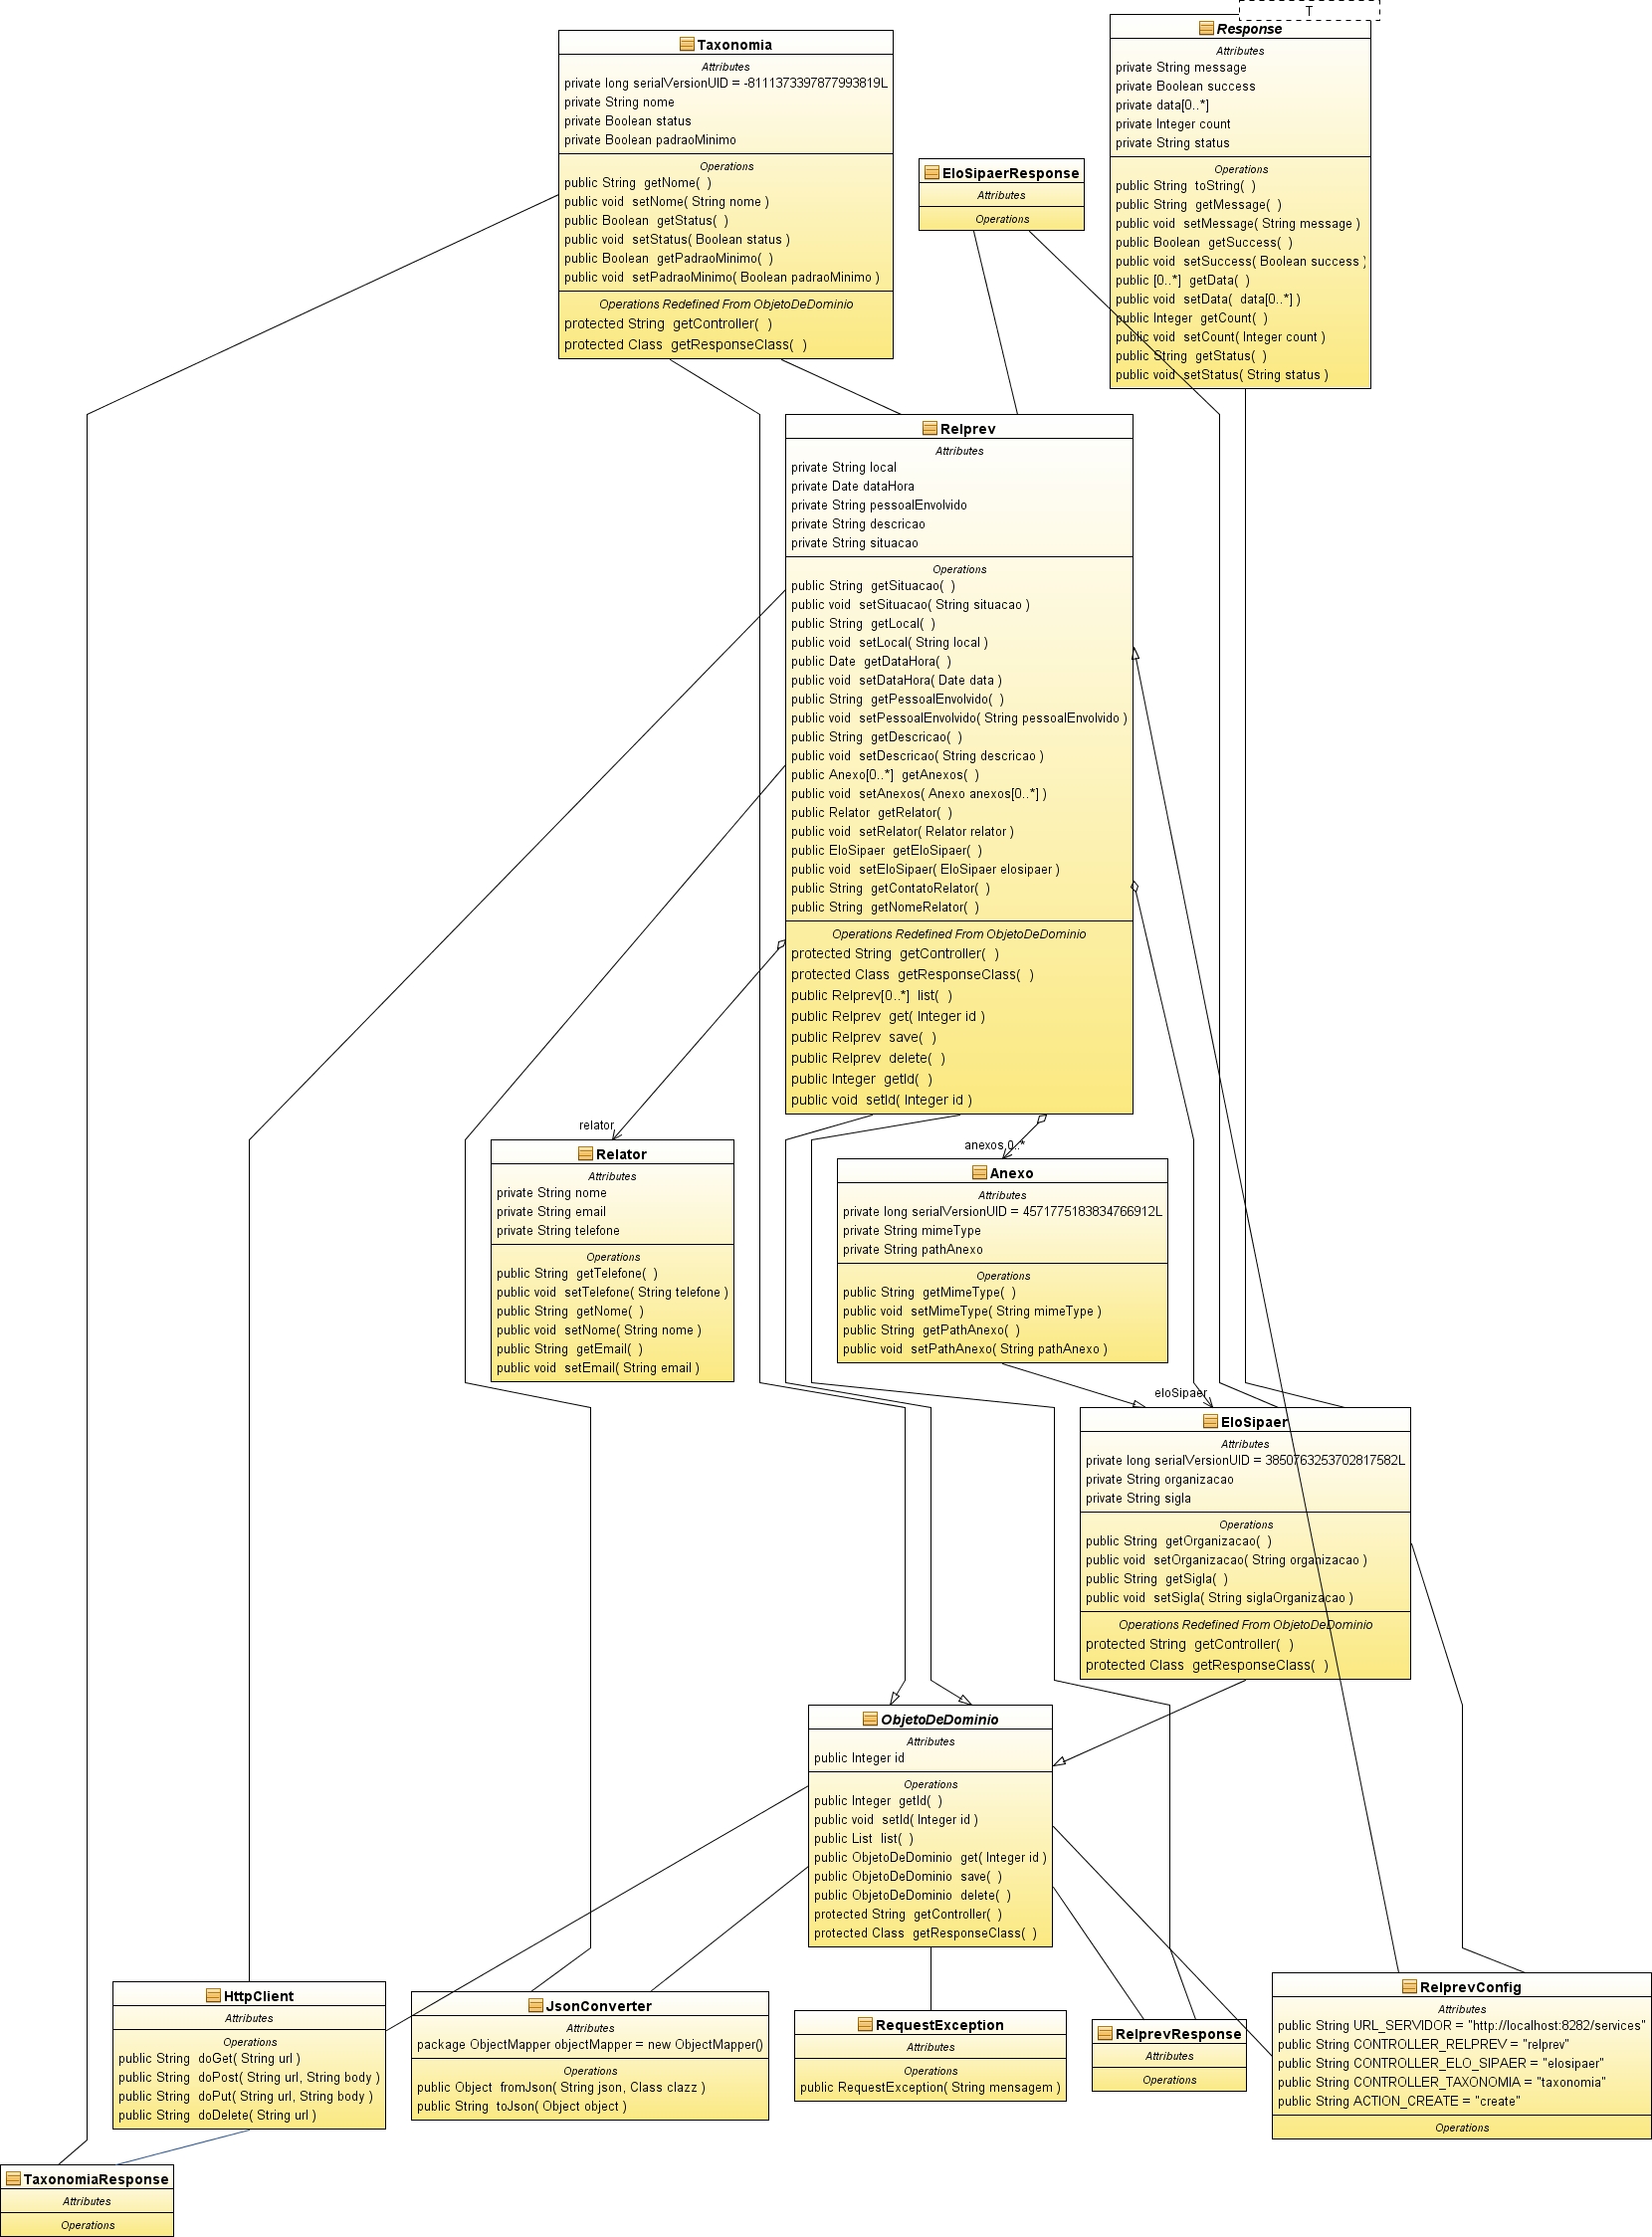 T
Taxonomia
Attributes
private long serialVersionUID = -8111373397877993819L
private String nome
private Boolean status
private Boolean padraoMinimo
Operations
public String getNome( )
public void setNome( String nome )
public Boolean getStatus( )
public void setStatus( Boolean status )
public Boolean getPadraoMinimo( )
public void setPadraoMinimo( Boolean padraoMinimo )
Operations Redefined From ObjetoDeDominio
protected String getController( )
protected Class getResponseClass( )
Response
Attributes
private String message
private Boolean success
private data[0..*]
private Integer count
private String status
Operations
public String toString( )
public String getMessage( )
public void setMessage( String message )
public Boolean getSuccess( )
public void setSuccess( Boolean success )
public [0..*] getData( )
public void setData( data[0..*] )
public Integer getCount( )
public void setCount( Integer count )
public String getStatus( )
public void setStatus( String status )
EloSipaerResponse
Attributes
Operations
Relprev
Attributes
private String local
private Date dataHora
private String pessoalEnvolvido
private String descricao
private String situacao
Operations
public String getSituacao( )
public void setSituacao( String situacao )
public String getLocal( )
public void setLocal( String local )
public Date getDataHora( )
public void setDataHora( Date data )
public String getPessoalEnvolvido( )
public void setPessoalEnvolvido( String pessoalEnvolvido )
public String getDescricao( )
public void setDescricao( String descricao )
public Anexo[0..*] getAnexos( )
public void setAnexos( Anexo anexos[0..*] )
public Relator getRelator( )
public void setRelator( Relator relator )
public EloSipaer getEloSipaer( )
public void setEloSipaer( EloSipaer elosipaer )
public String getContatoRelator( )
public String getNomeRelator( )
Operations Redefined From ObjetoDeDominio
protected String getController( )
protected Class getResponseClass( )
public Relprev[0..*] list( )
public Relprev get( Integer id )
public Relprev save( )
public Relprev delete( )
public Integer getId( )
public void setId( Integer id )
relator
anexos 0..*
Relator
Attributes
private String nome
private String email
private String telefone
Operations
public String getTelefone( )
public void setTelefone( String telefone )
public String getNome( )
public void setNome( String nome )
public String getEmail( )
public void setEmail( String email )
Anexo
Attributes
private long serialVersionUID = 4571775183834766912L
private String mimeType
private String pathAnexo
Operations
public String getMimeType( )
public void setMimeType( String mimeType )
public String getPathAnexo( )
public void setPathAnexo( String pathAnexo )
eloSipaer
EloSipaer
Attributes
private long serialVersionUID = 3850763253702817582L
private String organizacao
private String sigla
Operations
public String getOrganizacao( )
public void setOrganizacao( String organizacao )
public String getSigla( )
public void setSigla( String siglaOrganizacao )
Operations Redefined From ObjetoDeDominio
protected String getController( )
protected Class getResponseClass( )
ObjetoDeDominio
Attributes
public Integer id
Operations
public Integer getId( )
public void setId( Integer id )
public List list( )
public ObjetoDeDominio get( Integer id )
public ObjetoDeDominio save( )
public ObjetoDeDominio delete( )
protected String getController( )
protected Class getResponseClass( )
HttpClient
Attributes
Operations
public String doGet( String url )
public String doPost( String url, String body )
public String doPut( String url, String body )
public String doDelete( String url )
JsonConverter
Attributes
package ObjectMapper objectMapper = new ObjectMapper()
Operations
public Object fromJson( String json, Class clazz )
public String toJson( Object object )
RequestException
Attributes
Operations
public RequestException( String mensagem )
RelprevResponse
Attributes
Operations
RelprevConfig
Attributes
public String URL_SERVIDOR = "http://localhost:8282/services"
public String CONTROLLER_RELPREV = "relprev"
public String CONTROLLER_ELO_SIPAER = "elosipaer"
public String CONTROLLER_TAXONOMIA = "taxonomia"
public String ACTION_CREATE = "create"
Operations
TaxonomiaResponse
Attributes
Operations